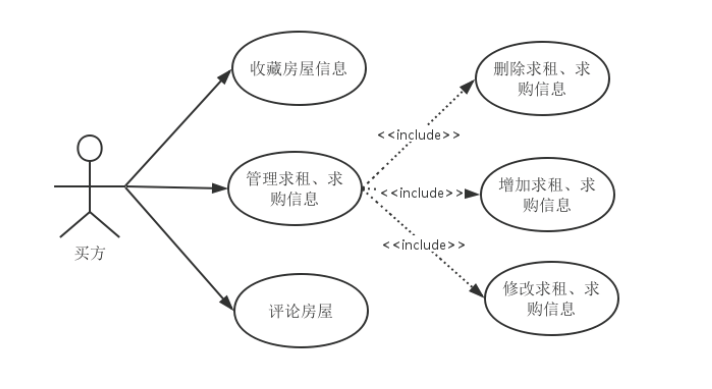 收藏房屋信息
删除求租、求
购信息
<<include>>
管理求租、求
购信息
<<include>>
增加求租、求
购信息
买方
<<include>>
评论房屋
修改求租、求
购信息